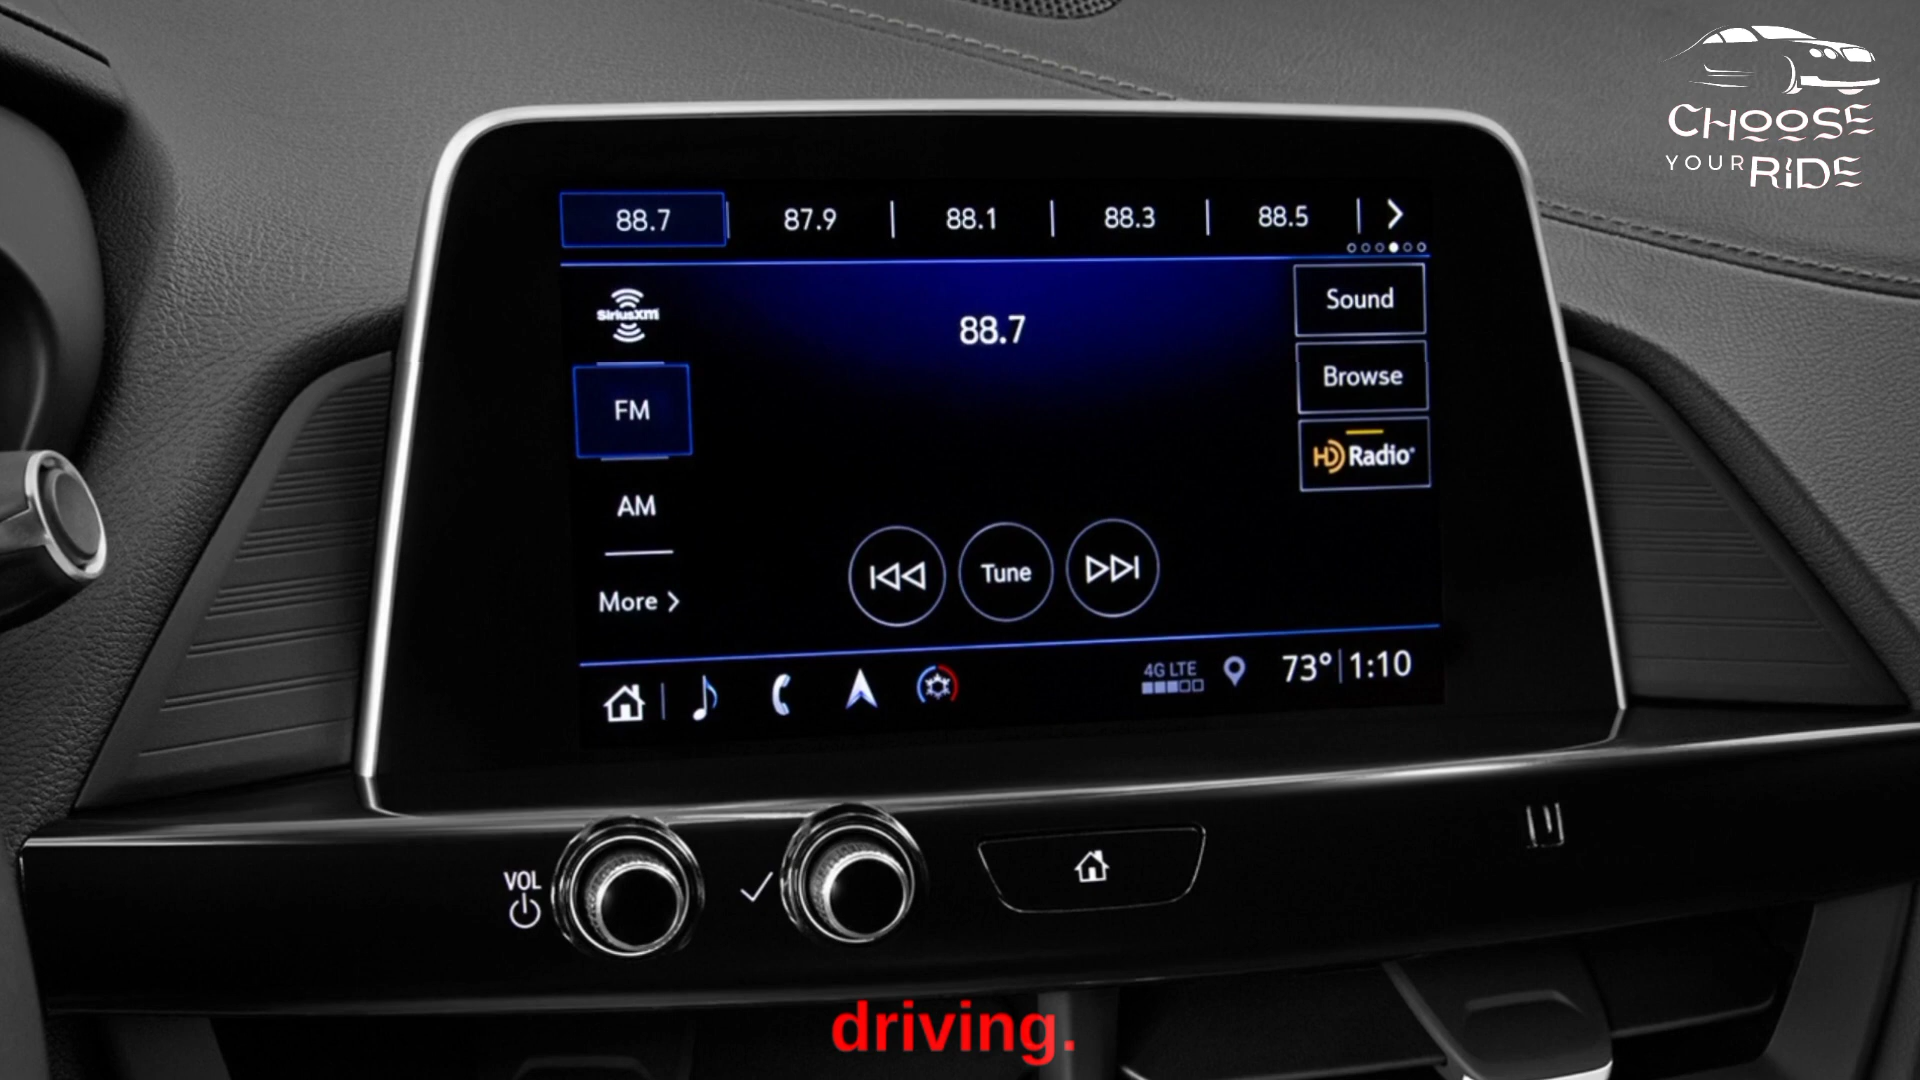 CHOOSE
YOUR RIDE
88.7 87.9 88.1 88.3 88.5
SiriusXM
88.7
Sound
Browse
FM
HD Radio
AM
Tune
More
4G LTE
73° 1:10
VOL
driving.